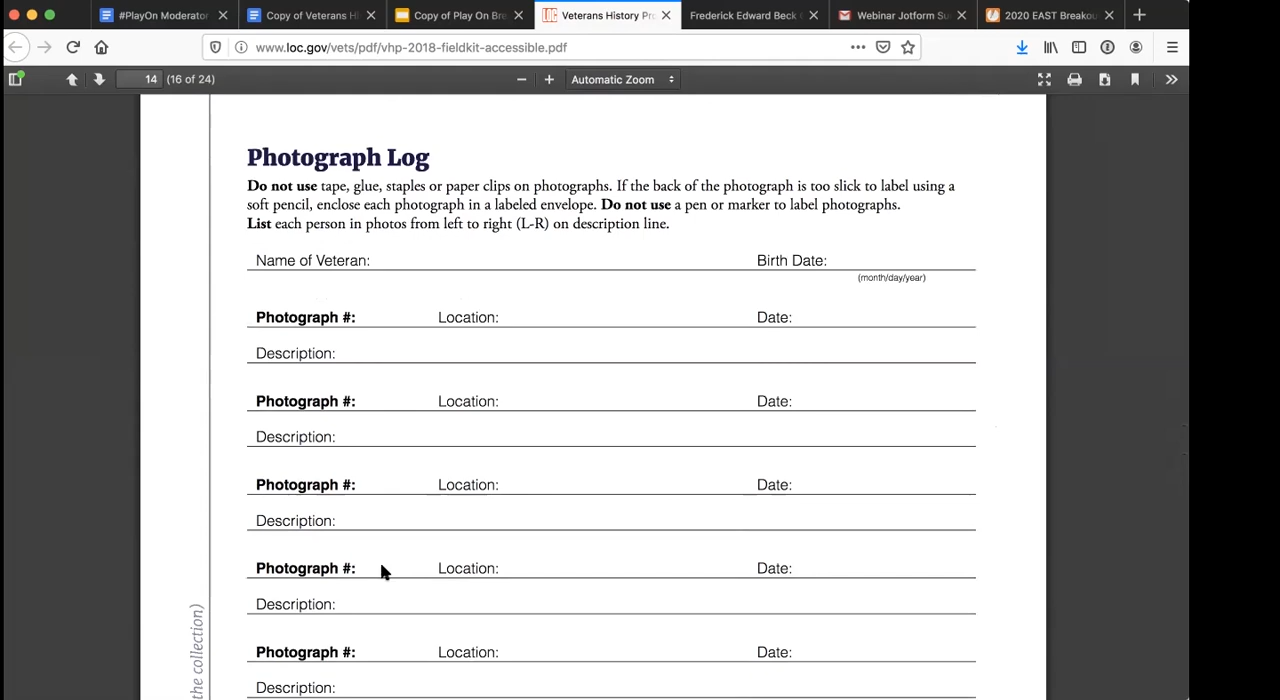 #PlayOn Moderator
Copy of Veterans Hi
Copy of Play On Bre
Veterans History Pro
Frederick Edward Beck
Webinar Jotform Su
2020 EAST Breakou
www.loc.gov/vets/pdf/vhp-2018-fieldkit-accessible.pdf
14 (16 of 24)
Automatic Zoom
Photograph Log
Do not use tape, glue, staples or paper clips on photographs. If the back of the photograph is too slick to label using a
soft pencil, enclose each photograph in a labeled envelope. Do not use a pen or marker to label photographs.
List each person in photos from left to right (L-R) on description line.
Name of Veteran: Birth Date:
(month/day/year)
Photograph #: Location: Date:
Description:
Photograph #: Location: Date:
Description:
Photograph #: Location: Date:
Description:
Photograph #: Location: Date:
Description:
Photograph #: Location: Date:
Description:
the collection)